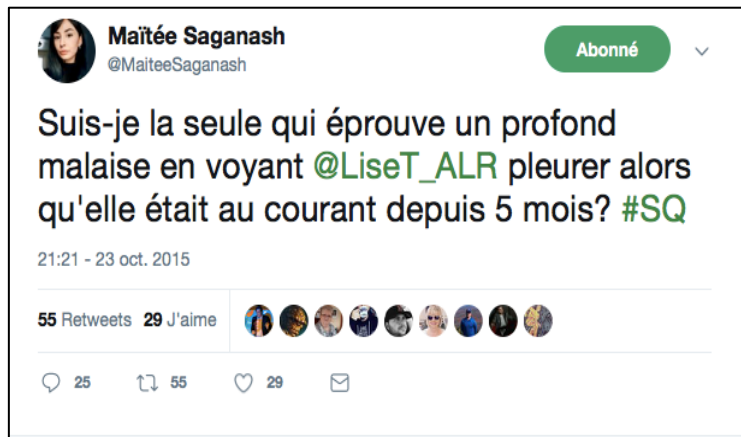 Maïtée Saganash
@MaiteeSaganash
Abonné
Suis-je la seule qui éprouve un profond
malaise en voyant @LiseT_ALR pleurer alors
qu'elle était au courant depuis 5 mois? #SQ
21:21 - 23 oct. 2015
55 Retweets 29 J'aime
25 55 29